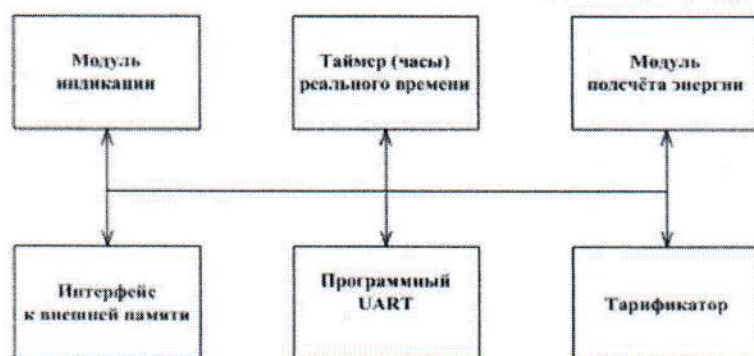 Модуль
индикации
Таймер (часы)
реального времени
Модуль
подсчёта энергии
Интерфейс
к внешней памяти
Программный
UART
Тарификатор